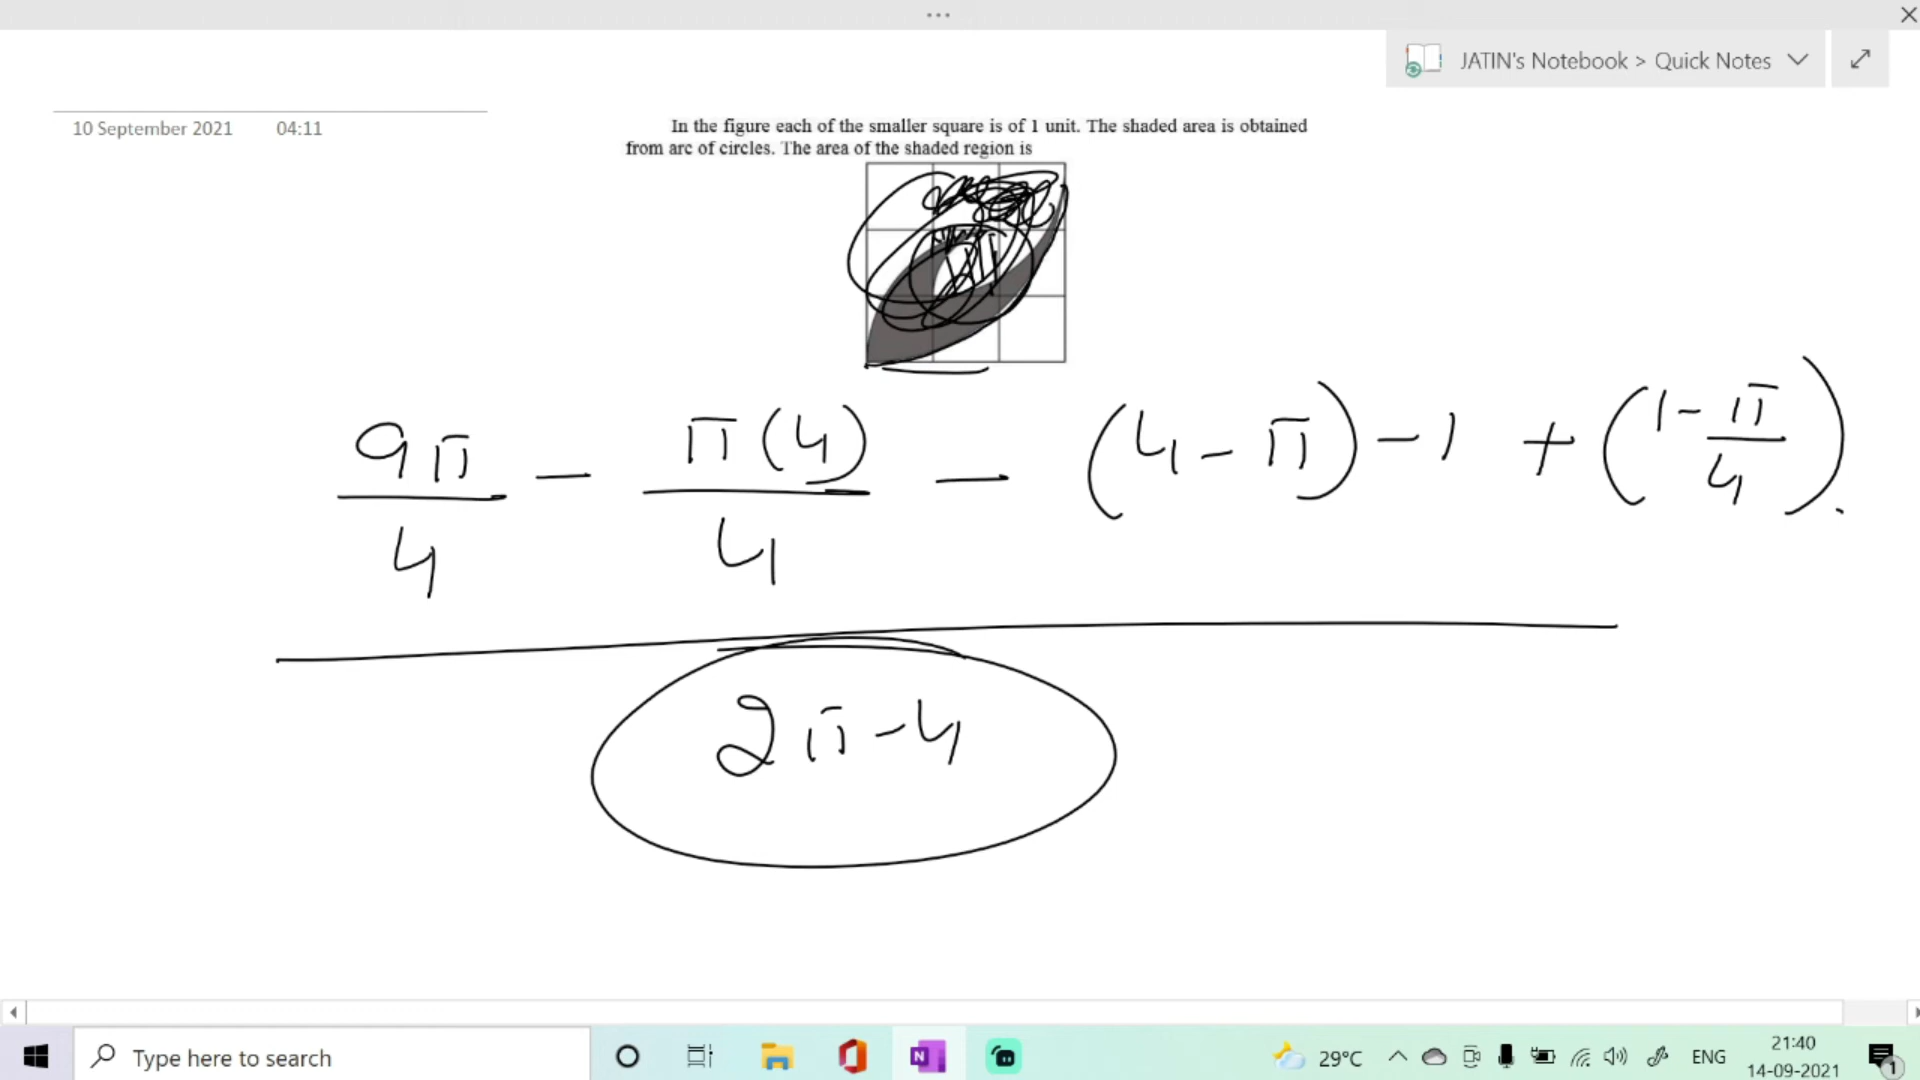 JATIN's Notebook > Quick Notes
10 September 2021 04:11
In the figure each of the smaller square is of 1 unit. The shaded area is obtained
from arc of circles. The area of the shaded region is
9π/4 - π(4)/4 - (4-π) - 1 + (1-π/4).
2π-4
Type here to search
N
29°C
ENG
21:40
14-09-2021
1